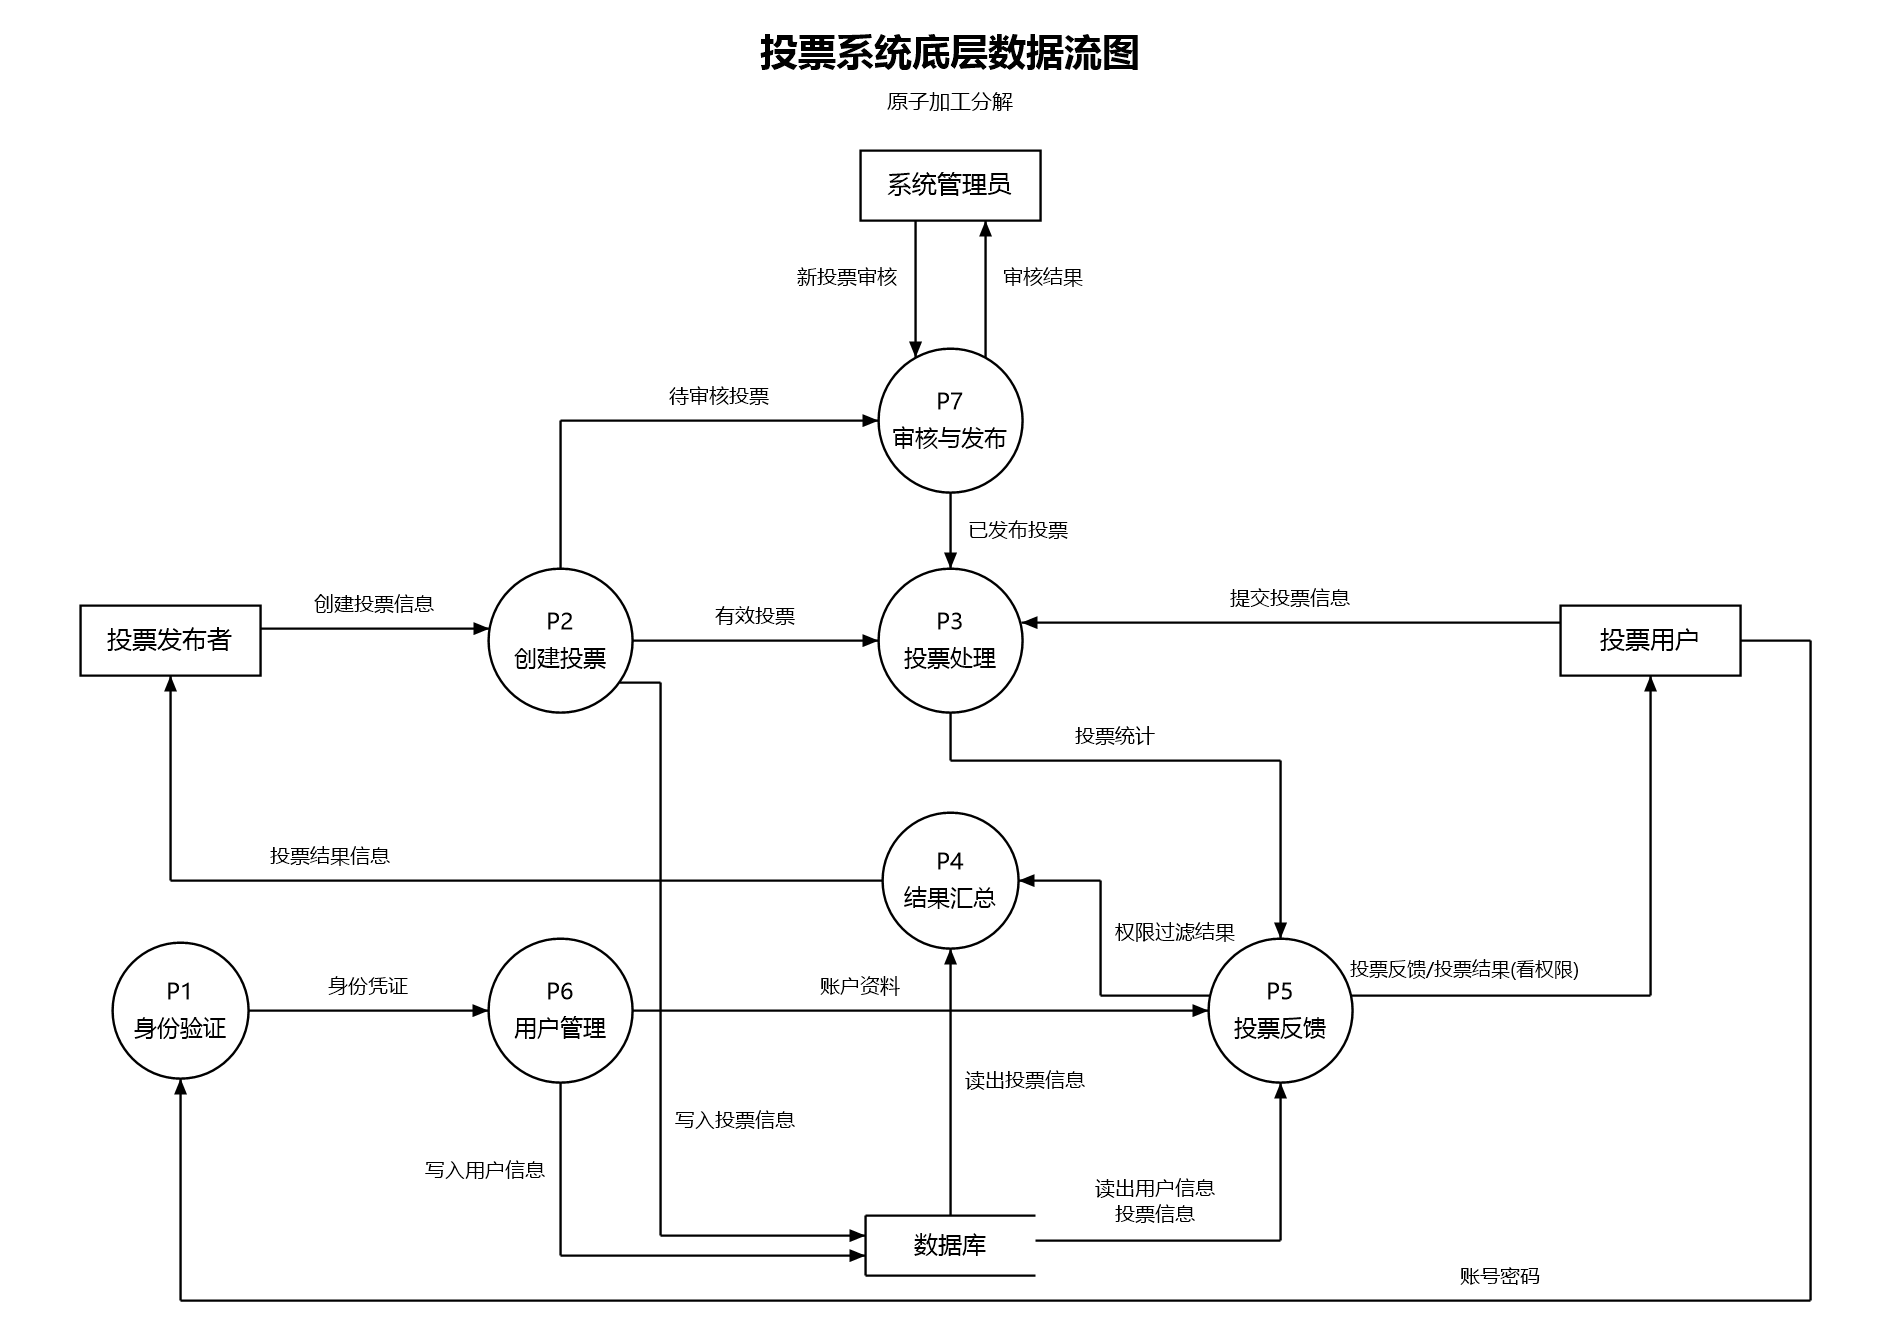 投票系统底层数据流图
原子加工分解
系统管理员
新投票审核
审核结果
待审核投票
P7
审核与发布
已发布投票
创建投票信息
有效投票
提交投票信息
投票发布者
P2
创建投票
P3
投票处理
投票用户
投票统计
投票结果信息
P4
结果汇总
权限过滤结果
投票反馈/投票结果(看权限)
P1
身份验证
身份凭证
P6
用户管理
账户资料
P5
投票反馈
读出投票信息
写入投票信息
写入用户信息
读出用户信息
投票信息
数据库
账号密码